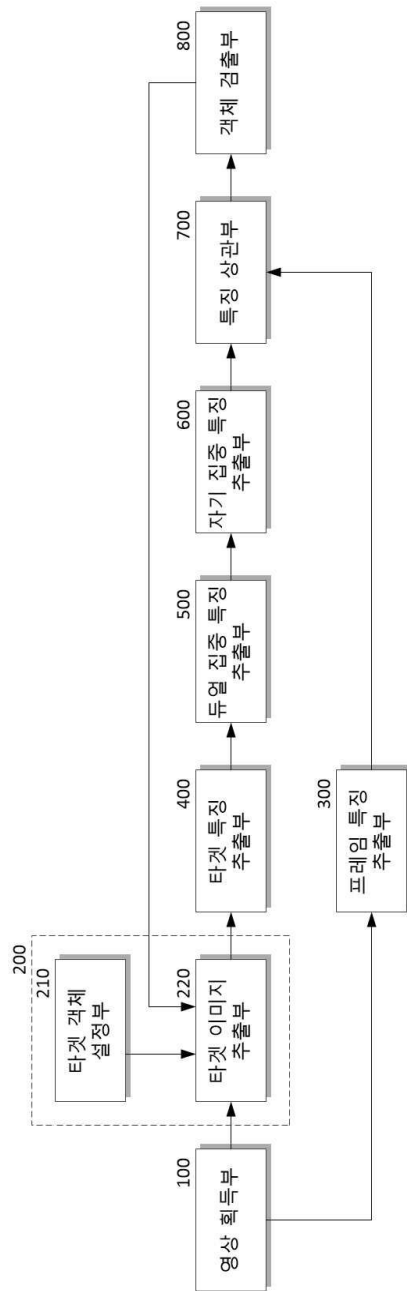 100
영상 획득부
200
210
타겟 객체
설정부
220
타겟 이미지
추출부
400
타겟 특징
추출부
500
듀얼 집중 특징
추출부
600
자기 집중 특징
추출부
700
특징 상관부
800
객체 검출부
300
프레임 특징
추출부